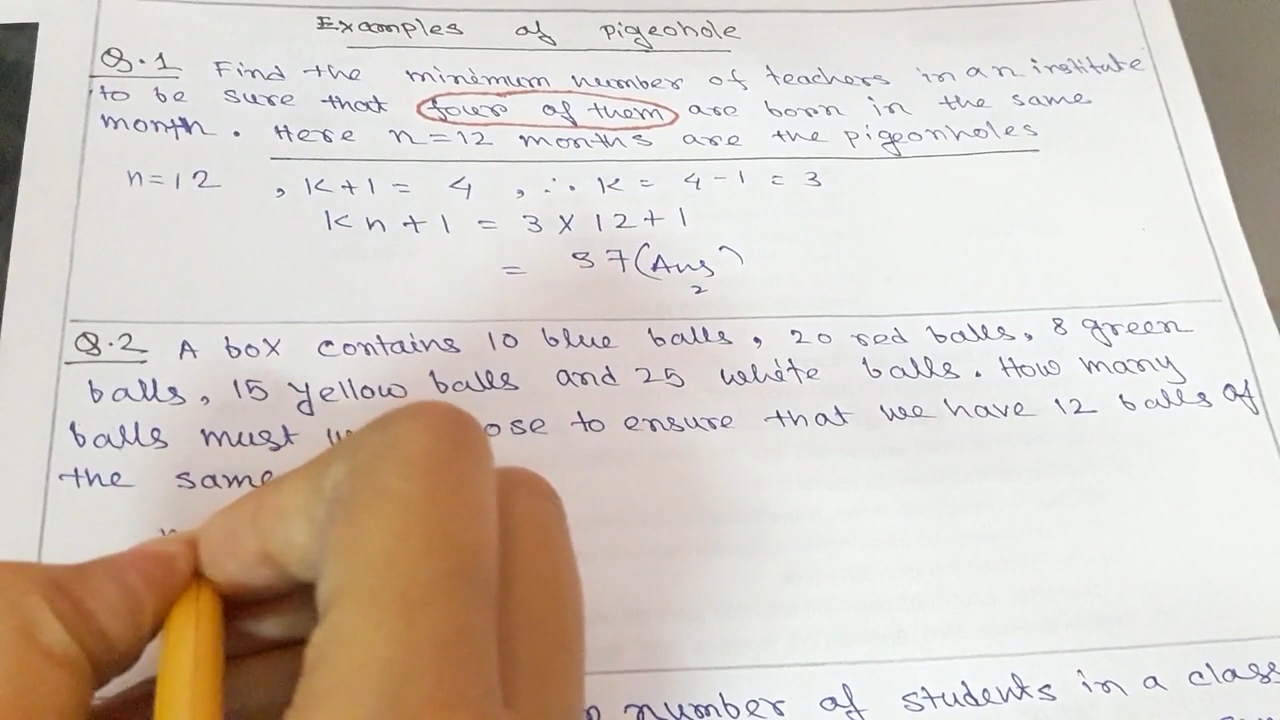 Examples of pigeohole
Q.1 Find the minimum number of teachers in an institute
to be sure that four of them are born in the same
month. Here n=12 months are the pigeonholes
n=12 , K+1 = 4 , ∴ K = 4-1 = 3
Kn+1 = 3 X 12+1
= 37 (Ans)
Q.2 A box contains 10 blue balls, 20 red balls, 8 green
balls, 15 yellow balls and 25 white balls. How many
balls must ose to ensure that we have 12 balls of
the same
number of students in a class